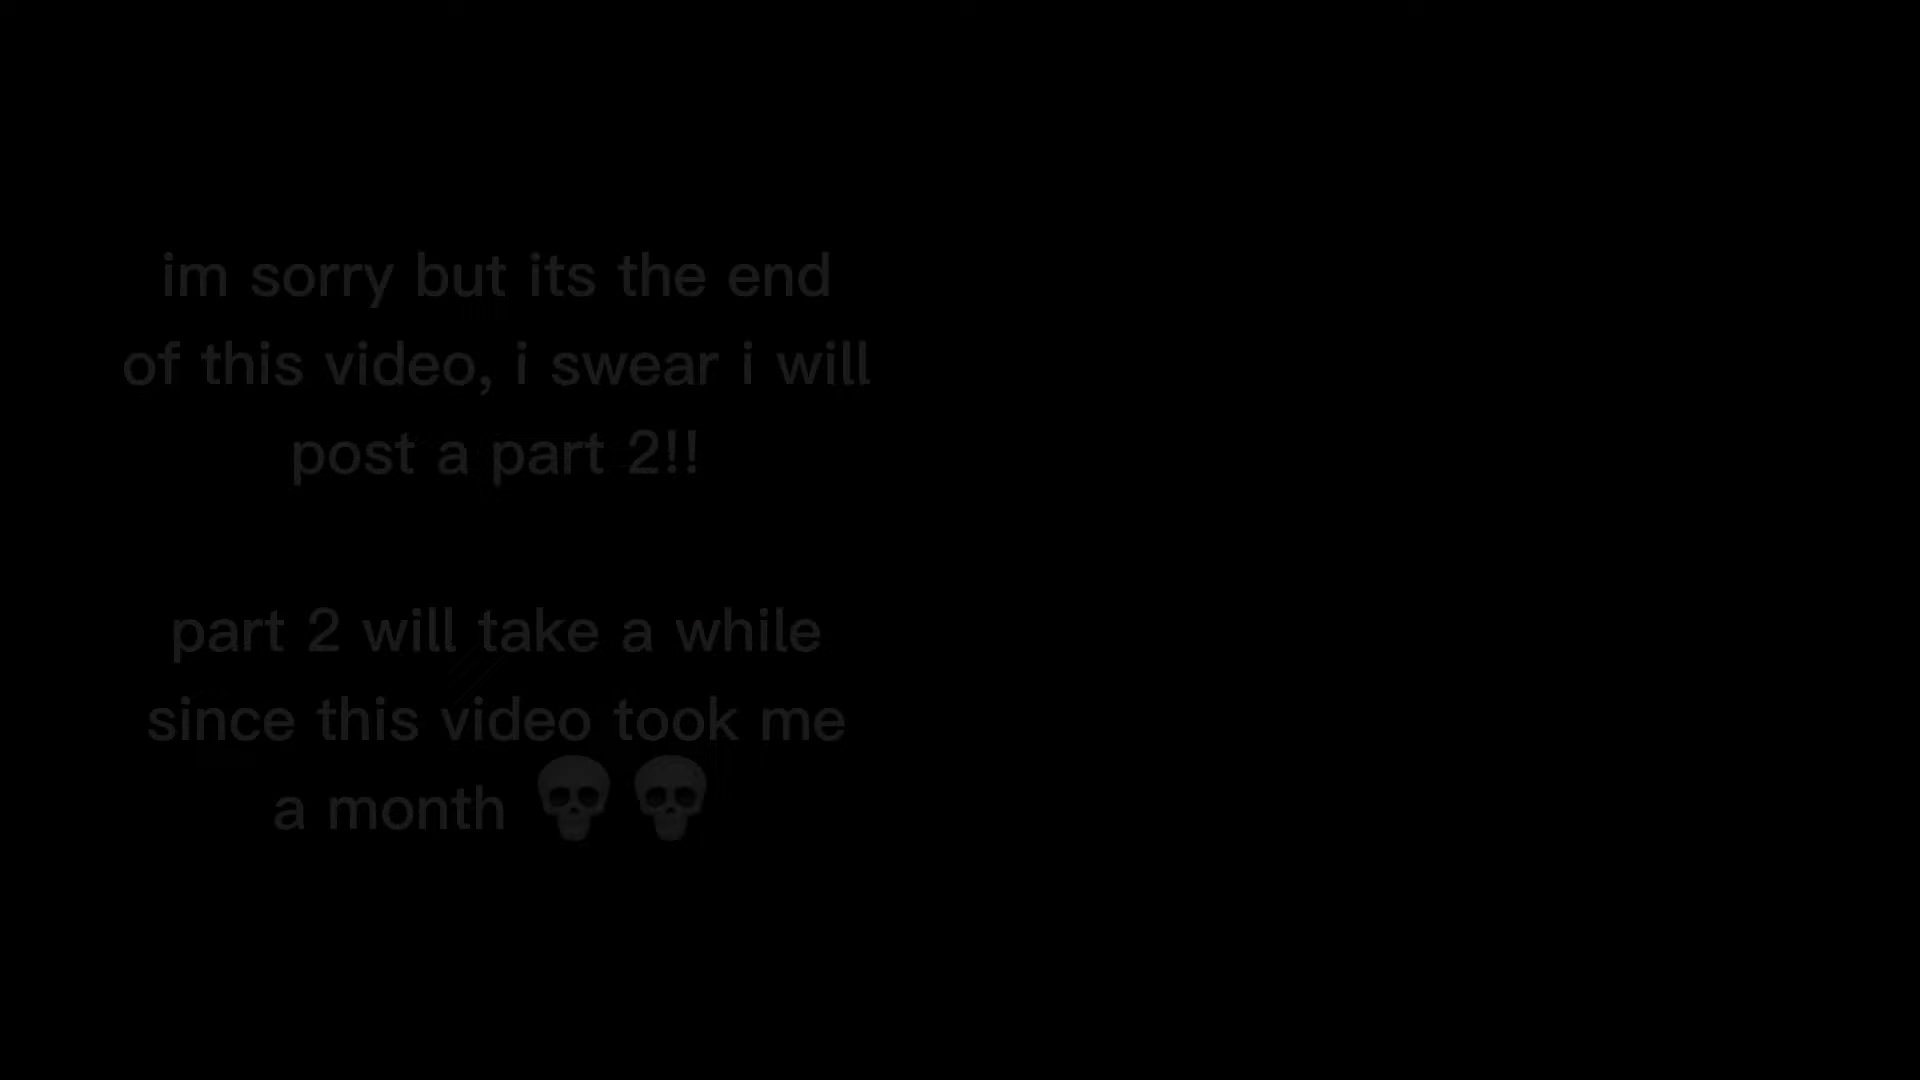 im sorry but its the end
of this video, i swear i will
post a part 2!!
part 2 will take a while
since this video took me
a month 💀💀